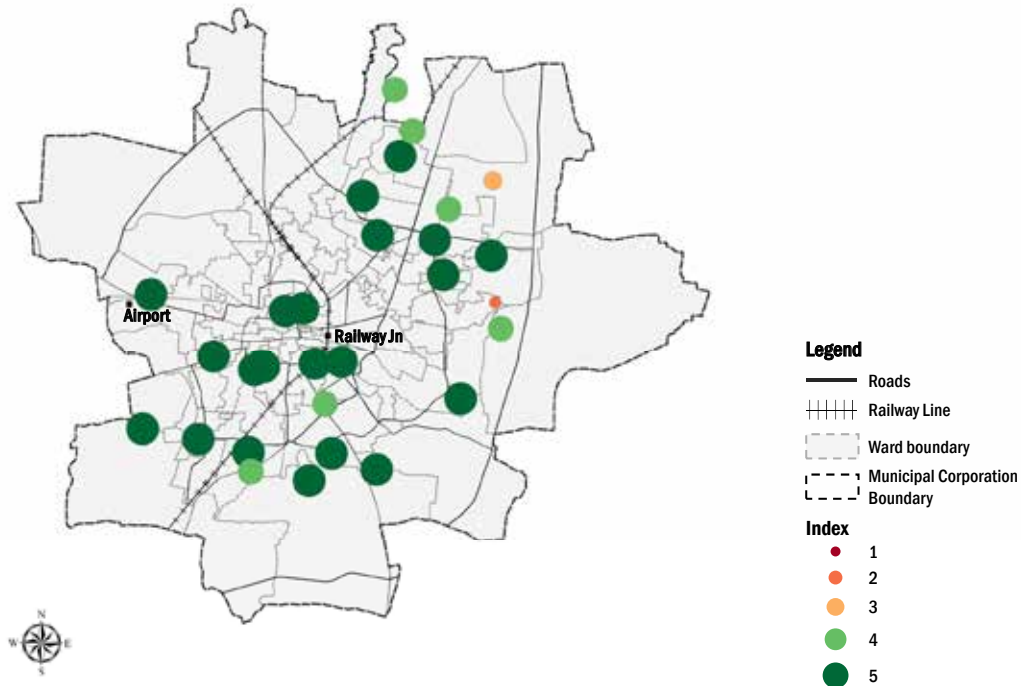 Airport
Railway Jn
Legend
Roads
Railway Line
Ward boundary
Municipal Corporation
Boundary
Index
1
2
3
4
5
N
W E
S